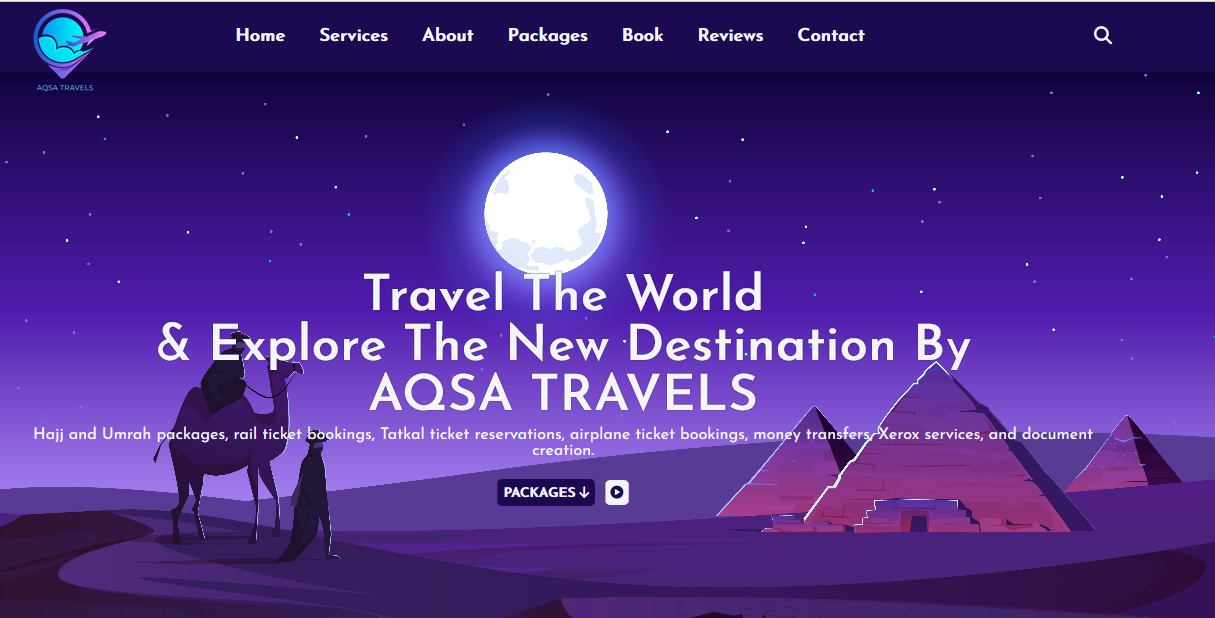 Home Services About Packages Book Reviews Contact
AQSA TRAVELS
Travel The World
& Explore The New Destination By
AQSA TRAVELS
Hajj and Umrah packages, rail ticket bookings, Tatkal ticket reservations, airplane ticket bookings, money transfers, Xerox services, and document
creation.
PACKAGES